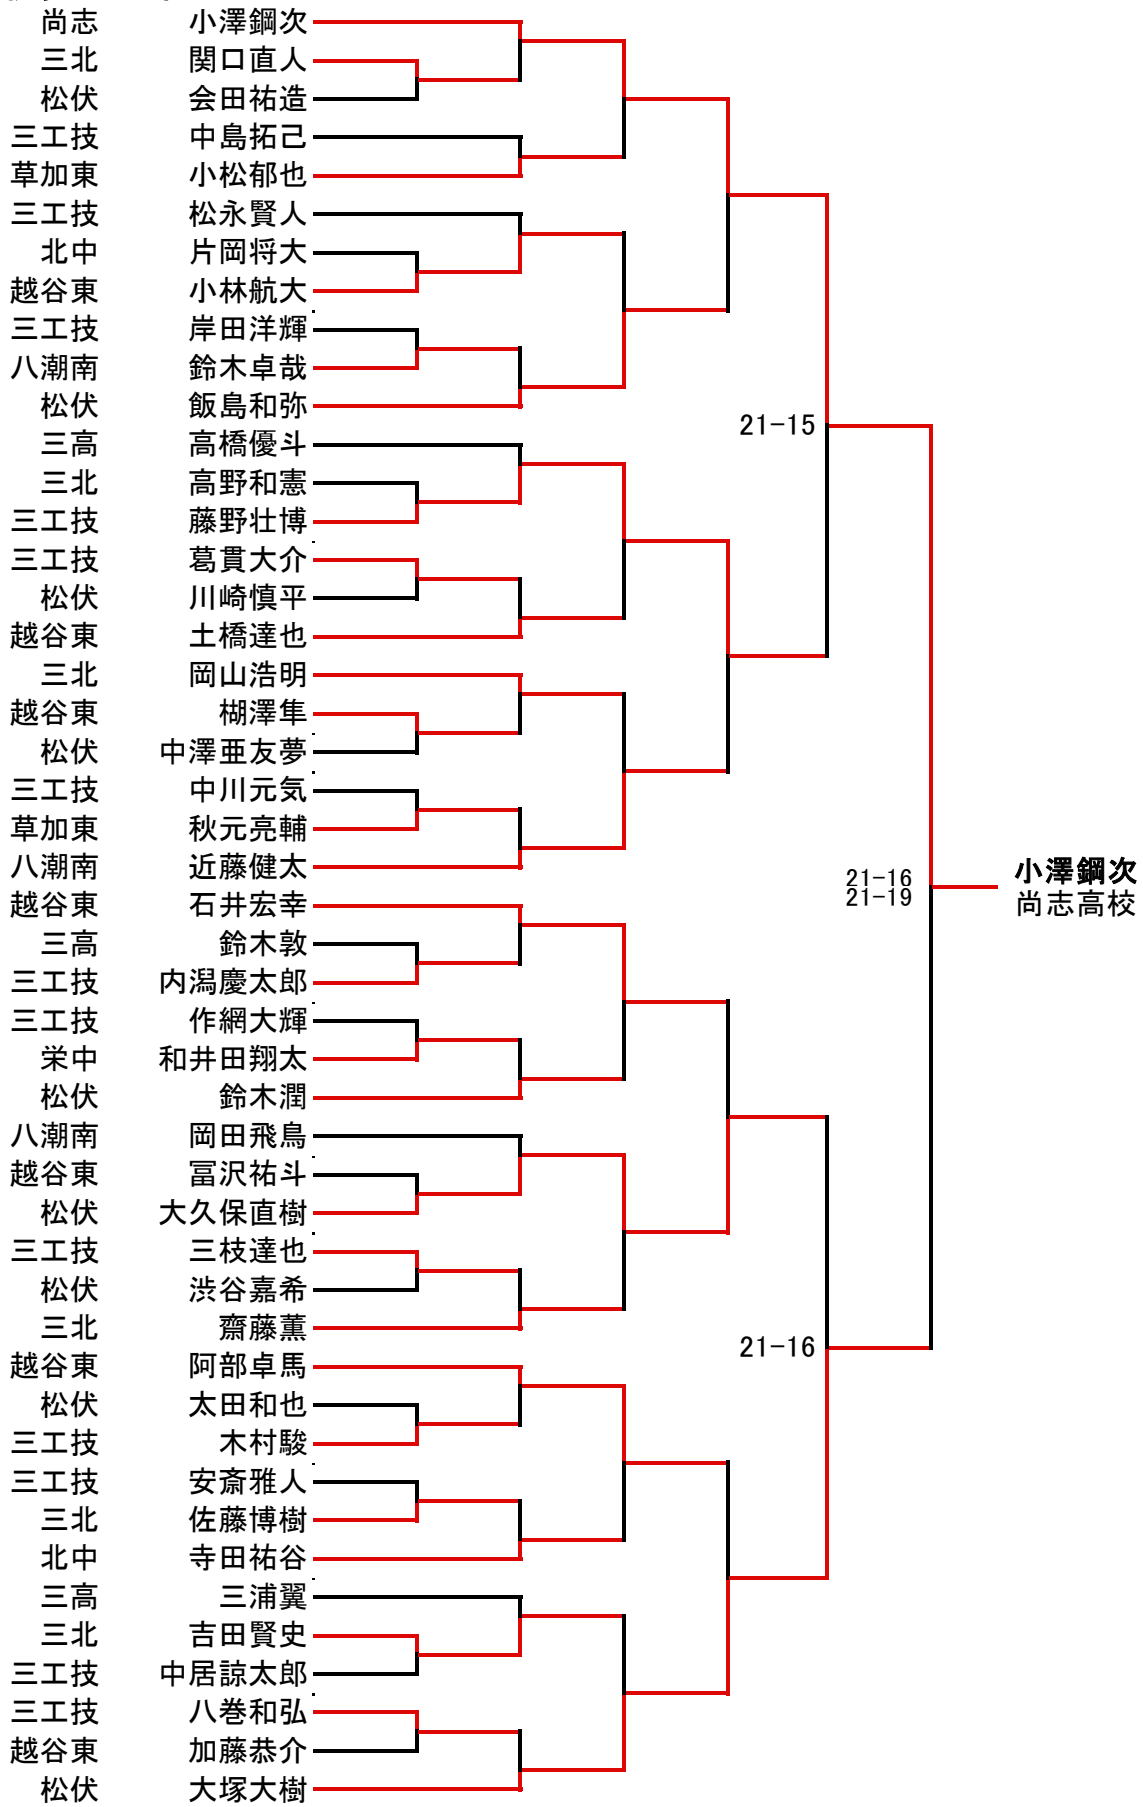 尚志 小澤鋼次
三北 関口直人
松伏 会田祐造
三工技 中島拓己
草加東 小松郁也
三工技 松永賢人
北中 片岡将大
越谷東 小林航大
三工技 岸田洋輝
八潮南 鈴木卓哉
松伏 飯島和弥
三高 高橋優斗
三北 高野和憲
三工技 藤野壮博
三工技 葛貫大介
松伏 川崎慎平
越谷東 土橋達也
三北 岡山浩明
越谷東 楜澤隼
松伏 中澤亜友夢
三工技 中川元気
草加東 秋元亮輔
八潮南 近藤健太
越谷東 石井宏幸
三高 鈴木敦
三工技 内潟慶太郎
三工技 作網大輝
栄中 和井田翔太
松伏 鈴木潤
八潮南 岡田飛鳥
越谷東 冨沢祐斗
松伏 大久保直樹
三工技 三枝達也
松伏 渋谷嘉希
三北 齋藤薫
越谷東 阿部卓馬
松伏 太田和也
三工技 木村駿
三工技 安斎雅人
三北 佐藤博樹
北中 寺田祐谷
三高 三浦翼
三北 吉田賢史
三工技 中居諒太郎
三工技 八巻和弘
越谷東 加藤恭介
松伏 大塚大樹
21-15
21-16
21-19
21-16
小澤鋼次
尚志高校